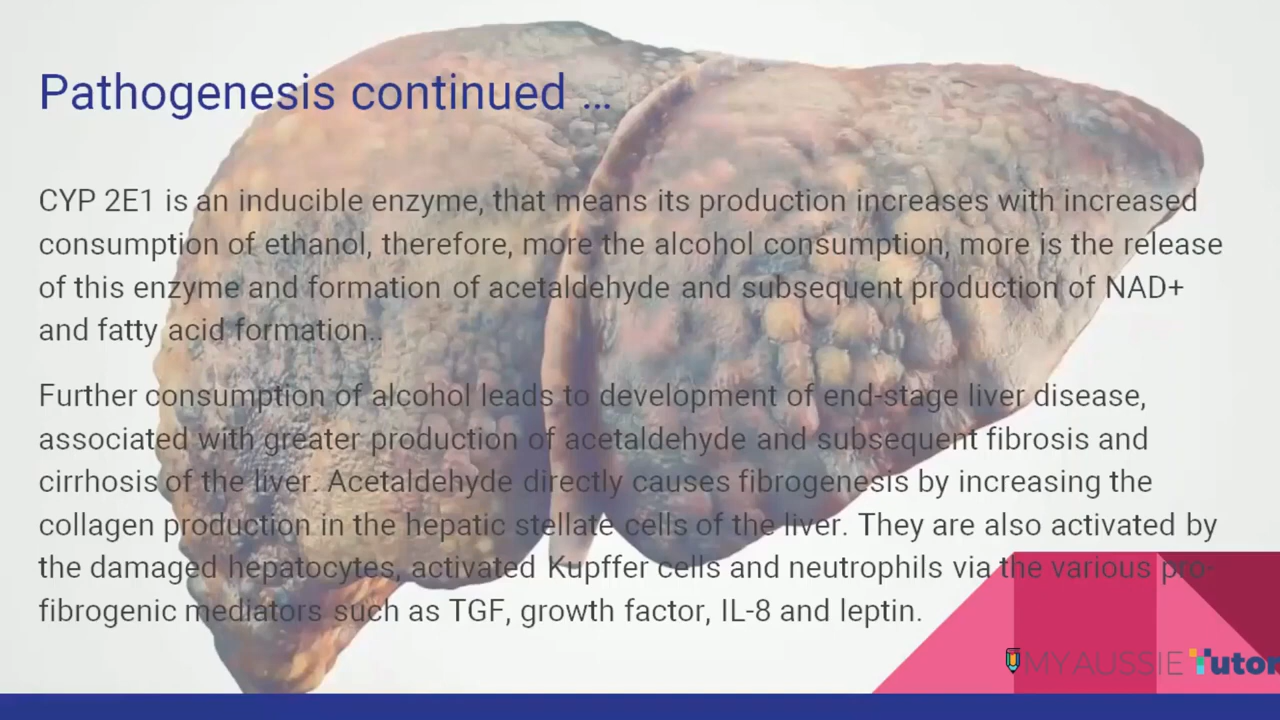 Pathogenesis continued ...
CYP 2E1 is an inducible enzyme, that means its production increases with increased
consumption of ethanol, therefore, more the alcohol consumption, more is the release
of this enzyme and formation of acetaldehyde and subsequent production of NAD+
and fatty acid formation..
Further consumption of alcohol leads to development of end-stage liver disease,
associated with greater production of acetaldehyde and subsequent fibrosis and
cirrhosis of the liver. Acetaldehyde directly causes fibrogenesis by increasing the
collagen production in the hepatic stellate cells of the liver. They are also activated by
the damaged hepatocytes, activated Kupffer cells and neutrophils via the various pro-
fibrogenic mediators such as TGF, growth factor, IL-8 and leptin.
MY AUSSIE Tutor